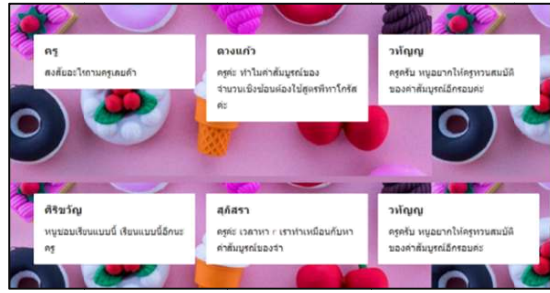 ครู
สงสัยอะไรถามครูเลยค้า
ดวงแก้ว
ครูค่ะ ทำไมค่าสัมบูรณ์ของ
จำนวนเชิงซ้อนต้องใช้สูตรพีทาโกรัส
ค่ะ
วทัญญู
ครูครับ หนูอยากให้ครูทวนสมบัติ
ของค่าสัมบูรณ์อีกรอบค่ะ
ศิริขวัญ
หนูชอบเรียนแบบนี้ เรียนแบบนี้อีกนะ
ครู
สุภัสรา
ครูค่ะ เวลาหา r เราทำเหมือนกับหา
ค่าสัมบูรณ์ของจำ
วทัญญู
ครูครับ หนูอยากให้ครูทวนสมบัติ
ของค่าสัมบูรณ์อีกรอบค่ะ